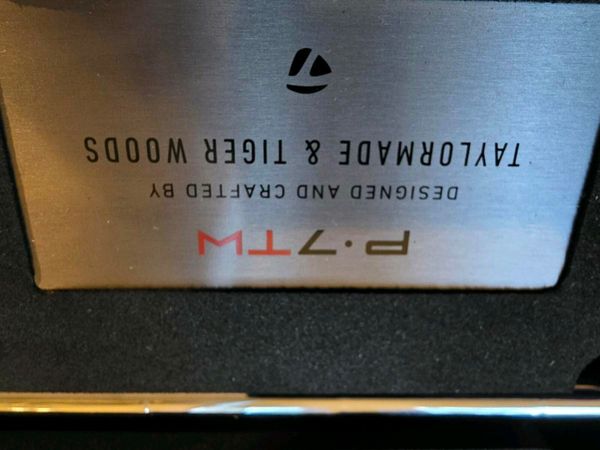 P·7TW
DESIGNED AND CRAFTED BY
TAYLORMADE & TIGER WOODS